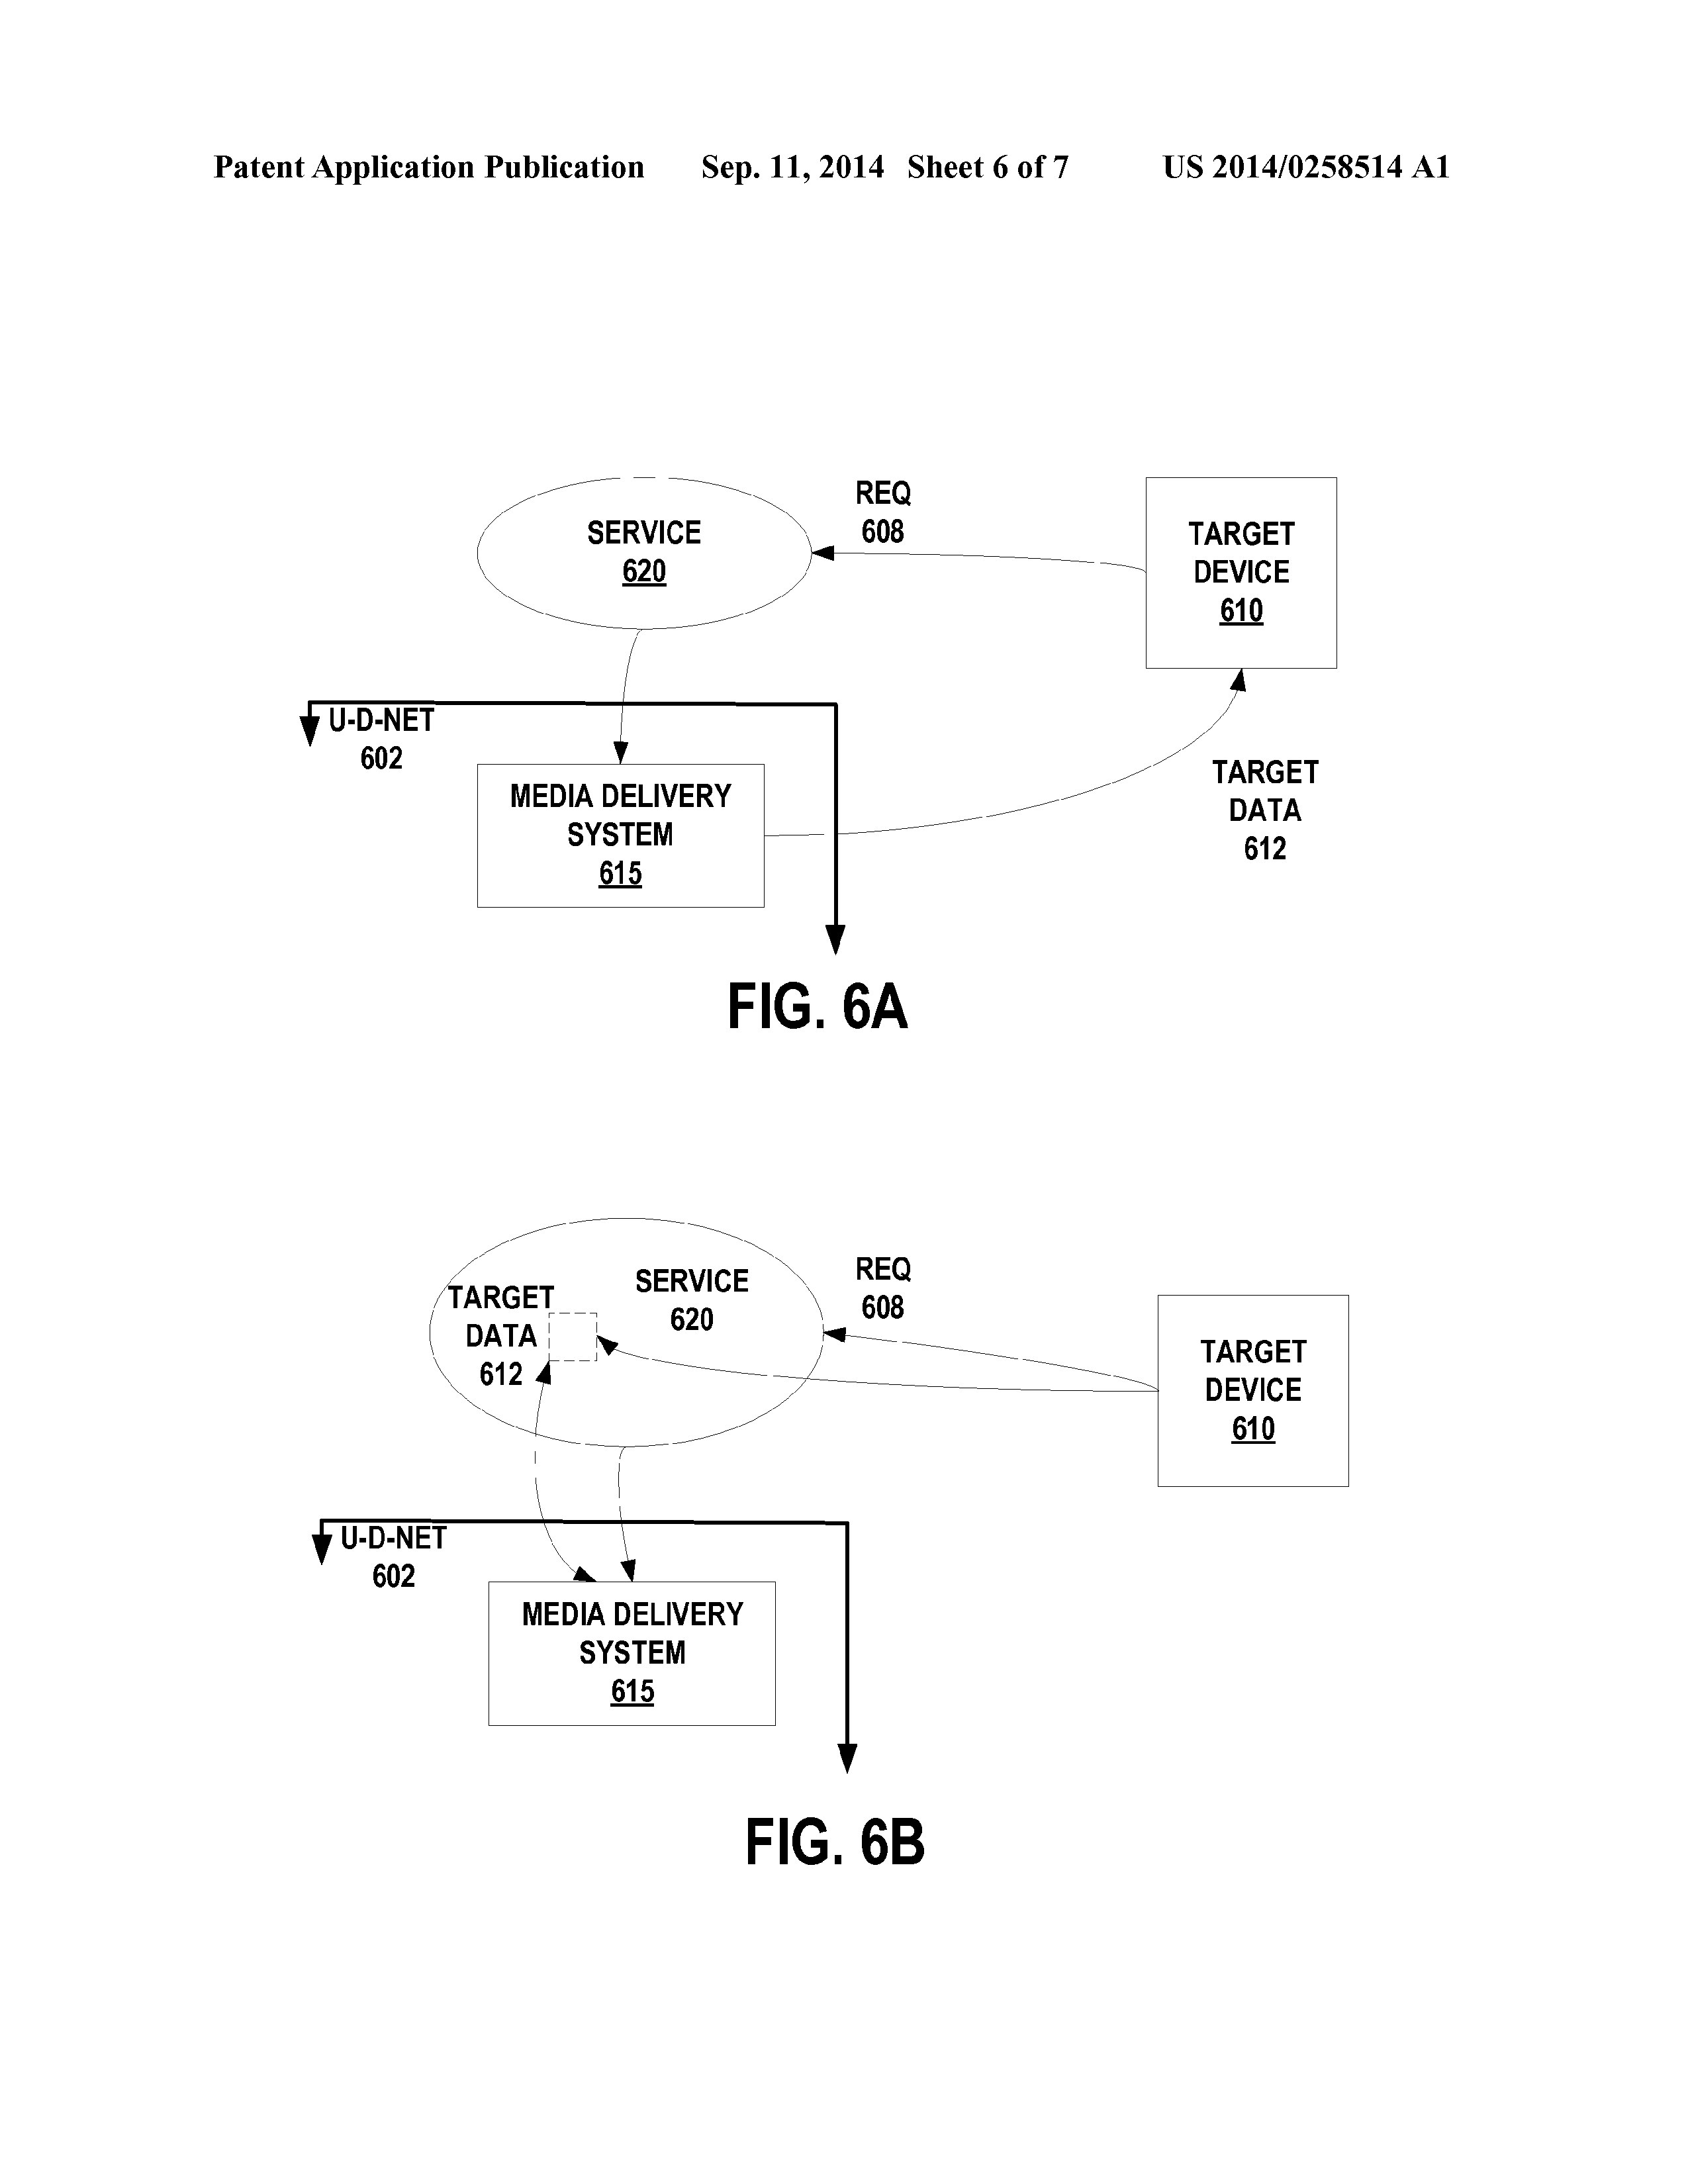 Patent Application Publication Sep. 11, 2014 Sheet 6 of 7 US 2014/0258514 A1
SERVICE
620
REQ
608
TARGET
DEVICE
610
U-D-NET
602
MEDIA DELIVERY
SYSTEM
615
TARGET
DATA
612
FIG. 6A
TARGET
DATA
612
SERVICE
620
REQ
608
TARGET
DEVICE
610
U-D-NET
602
MEDIA DELIVERY
SYSTEM
615
FIG. 6B